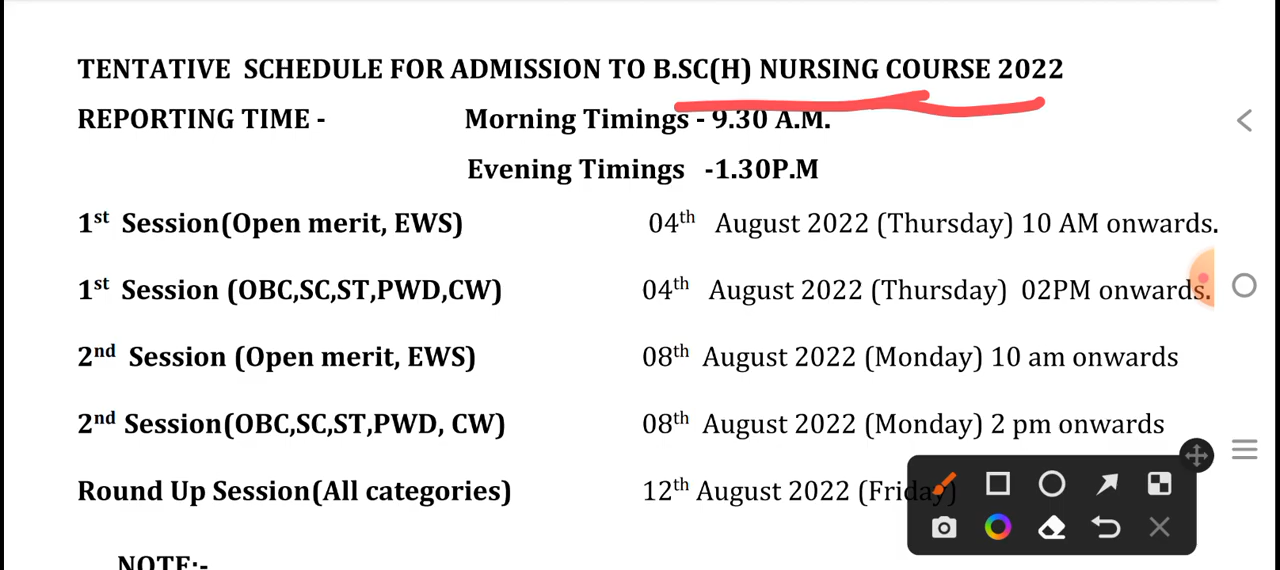 TENTATIVE SCHEDULE FOR ADMISSION TO B.SC(H) NURSING COURSE 2022
REPORTING TIME - Morning Timings - 9.30 A.M.
Evening Timings -1.30P.M
1st Session(Open merit, EWS) 04th August 2022 (Thursday) 10 AM onwards.
1st Session (OBC,SC,ST,PWD,CW) 04th August 2022 (Thursday) 02PM onwards.
2nd Session (Open merit, EWS) 08th August 2022 (Monday) 10 am onwards
2nd Session(OBC,SC,ST,PWD, CW) 08th August 2022 (Monday) 2 pm onwards
Round Up Session(All categories) 12th August 2022 (Friday)
NOTE:-